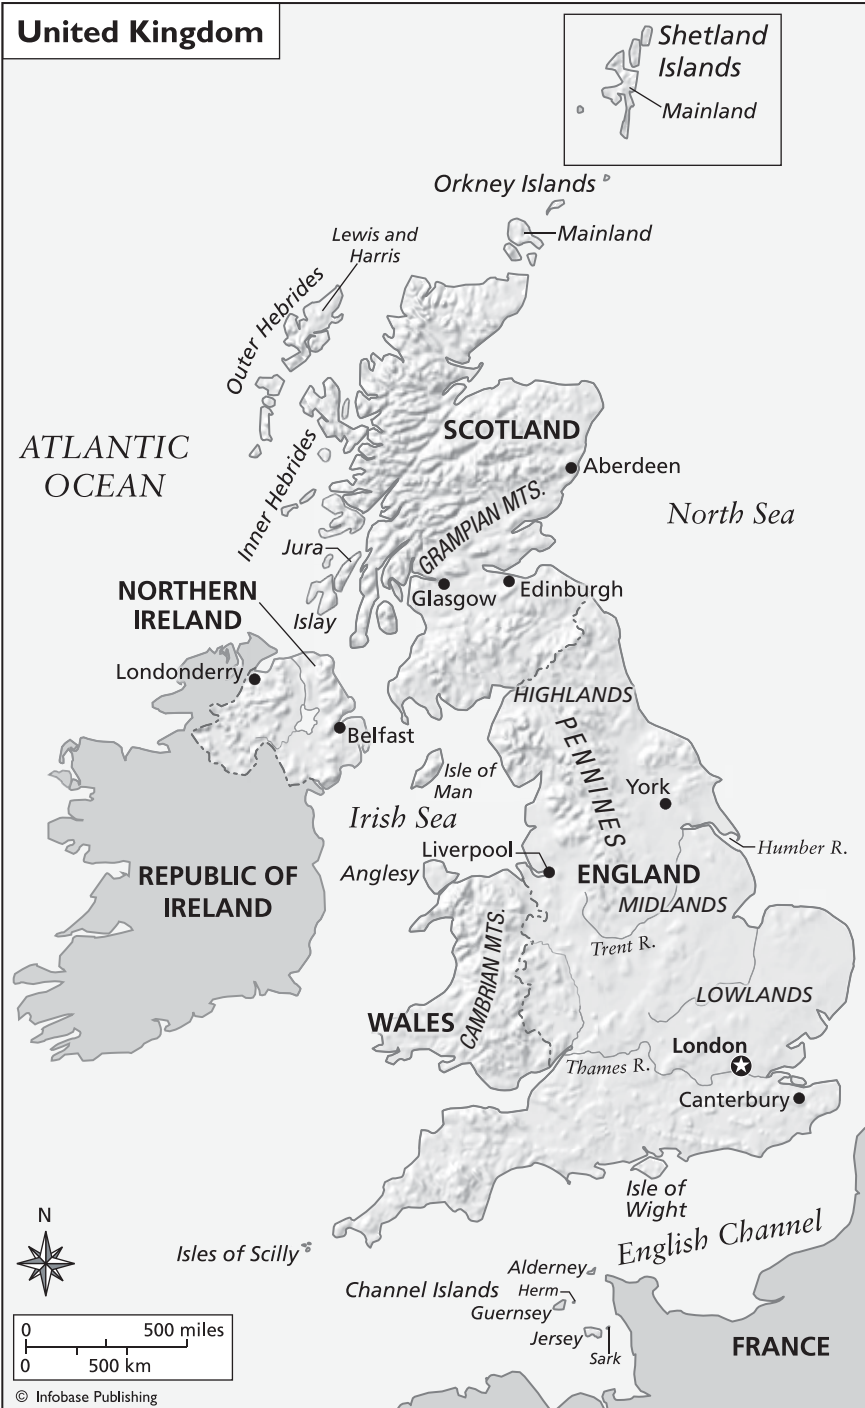 United Kingdom
Shetland
Islands
Mainland
Orkney Islands
Mainland
Lewis and
Harris
Outer Hebrides
SCOTLAND
ATLANTIC
OCEAN
Aberdeen
Inner Hebrides
GRAMPIAN MTS.
North Sea
Jura
NORTHERN
IRELAND
Glasgow
Edinburgh
Islay
Londonderry
HIGHLANDS
Belfast
PENNINES
Isle of
Man
York
Irish Sea
Liverpool
Humber R.
Anglesy
ENGLAND
REPUBLIC OF
IRELAND
MIDLANDS
CAMBRIAN MTS.
Trent R.
LOWLANDS
WALES
London
Thames R.
Canterbury
Isle of
Wight
N
English Channel
Isles of Scilly
Alderney
Channel Islands
Herm
Guernsey
Jersey
Sark
FRANCE
0 500 miles
0 500 km
© Infobase Publishing